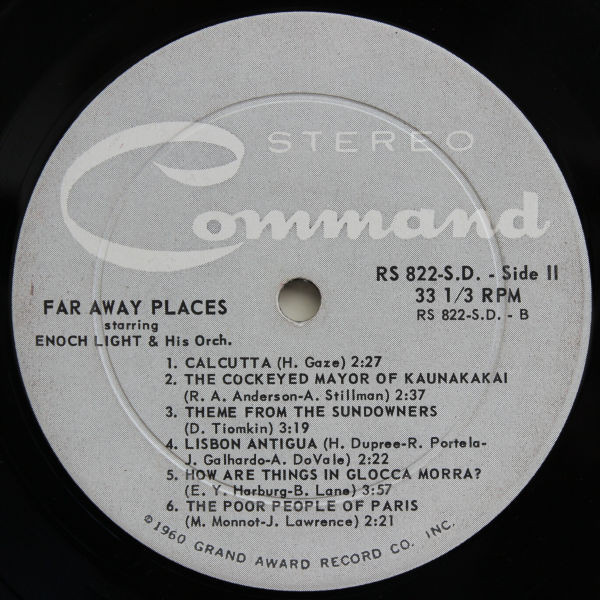 STEREO
Command
RS 822-S.D. - Side II
33 1/3 RPM
RS 822-S.D. - B
FAR AWAY PLACES
starring
ENOCH LIGHT & His Orch.
1. CALCUTTA (H. Gaze) 2:27
2. THE COCKEYED MAYOR OF KAUNAKAKAI
(R. A. Anderson-A. Stillman) 2:37
3. THEME FROM THE SUNDOWNERS
(D. Tiomkin) 3:19
4. LISBON ANTIGUA (H. Dupree-R. Portela-
J. Galhardo-A. DoVale) 2:22
5. HOW ARE THINGS IN GLOCCA MORRA?
(E. Y. Harburg-B. Lane) 3:57
6. THE POOR PEOPLE OF PARIS
(M. Monnot-J. Lawrence) 2:21
©1960 GRAND AWARD RECORD CO. INC.